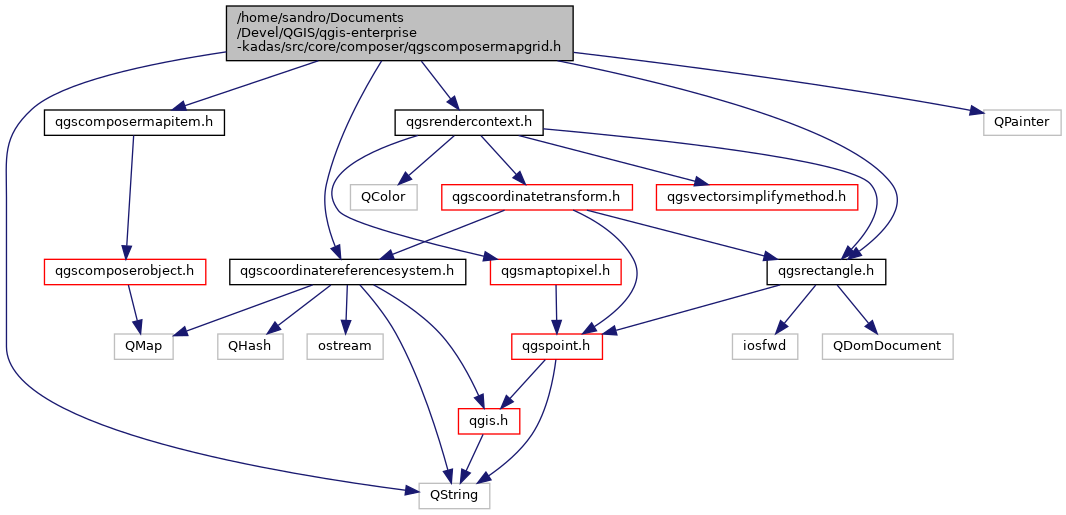 /home/sandro/Documents
/Devel/QGIS/qgis-enterprise
-kadas/src/core/composer/qgscomposermapgrid.h
qgscomposermapitem.h
qgsrendercontext.h
QPainter
QColor
qgscoordinatetransform.h
qgsvectorsimplifymethod.h
qgscomposerobject.h
qgscoordinatereferencesystem.h
qgsmaptopixel.h
qgsrectangle.h
QMap
QHash
ostream
qgspoint.h
iosfwd
QDomDocument
qgis.h
QString